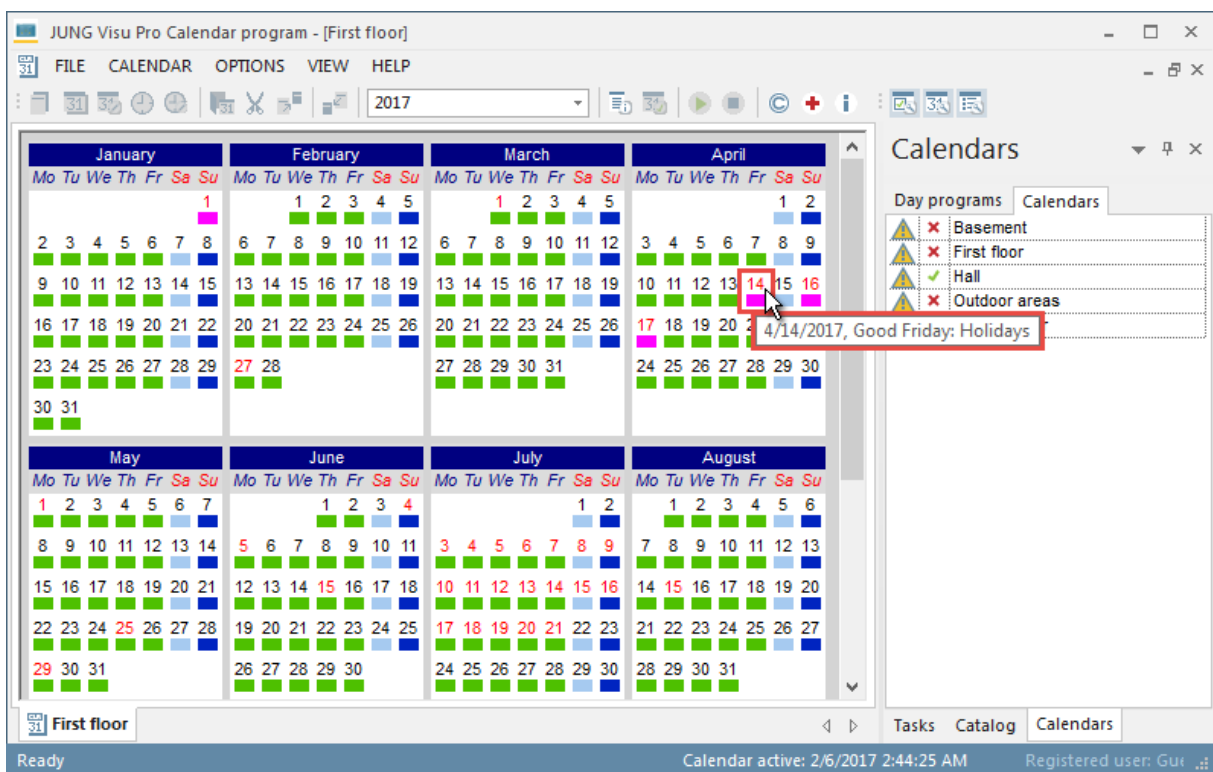 JUNG Visu Pro Calendar program - [First floor]
FILE CALENDAR OPTIONS VIEW HELP
2017
January February March April
Mo Tu We Th Fr Sa Su Mo Tu We Th Fr Sa Su Mo Tu We Th Fr Sa Su Mo Tu We Th Fr Sa Su
1 1 2 3 4 5 1 2 3 4 5 1 2
2 3 4 5 6 7 8 6 7 8 9 10 11 12 6 7 8 9 10 11 12 3 4 5 6 7 8 9
9 10 11 12 13 14 15 13 14 15 16 17 18 19 13 14 15 16 17 18 19 10 11 12 13 14 15 16
16 17 18 19 20 21 22 20 21 22 23 24 25 26 20 21 22 23 24 25 26 17 18 19 20
4/14/2017, Good Friday: Holidays
23 24 25 26 27 28 29 27 28 27 28 29 30 31 24 25 26 27 28 29 30
30 31
May June July August
Mo Tu We Th Fr Sa Su Mo Tu We Th Fr Sa Su Mo Tu We Th Fr Sa Su Mo Tu We Th Fr Sa Su
1 2 3 4 5 6 7 1 2 3 4 1 2 1 2 3 4 5 6
8 9 10 11 12 13 14 5 6 7 8 9 10 11 3 4 5 6 7 8 9 7 8 9 10 11 12 13
15 16 17 18 19 20 21 12 13 14 15 16 17 18 10 11 12 13 14 15 16 14 15 16 17 18 19 20
22 23 24 25 26 27 28 19 20 21 22 23 24 25 17 18 19 20 21 22 23 21 22 23 24 25 26 27
29 30 31 26 27 28 29 30 24 25 26 27 28 29 30 28 29 30 31
First floor
Calendars
Day programs Calendars
Basement
First floor
Hall
Outdoor areas
Tasks Catalog Calendars
Ready Calendar active: 2/6/2017 2:44:25 AM Registered user: